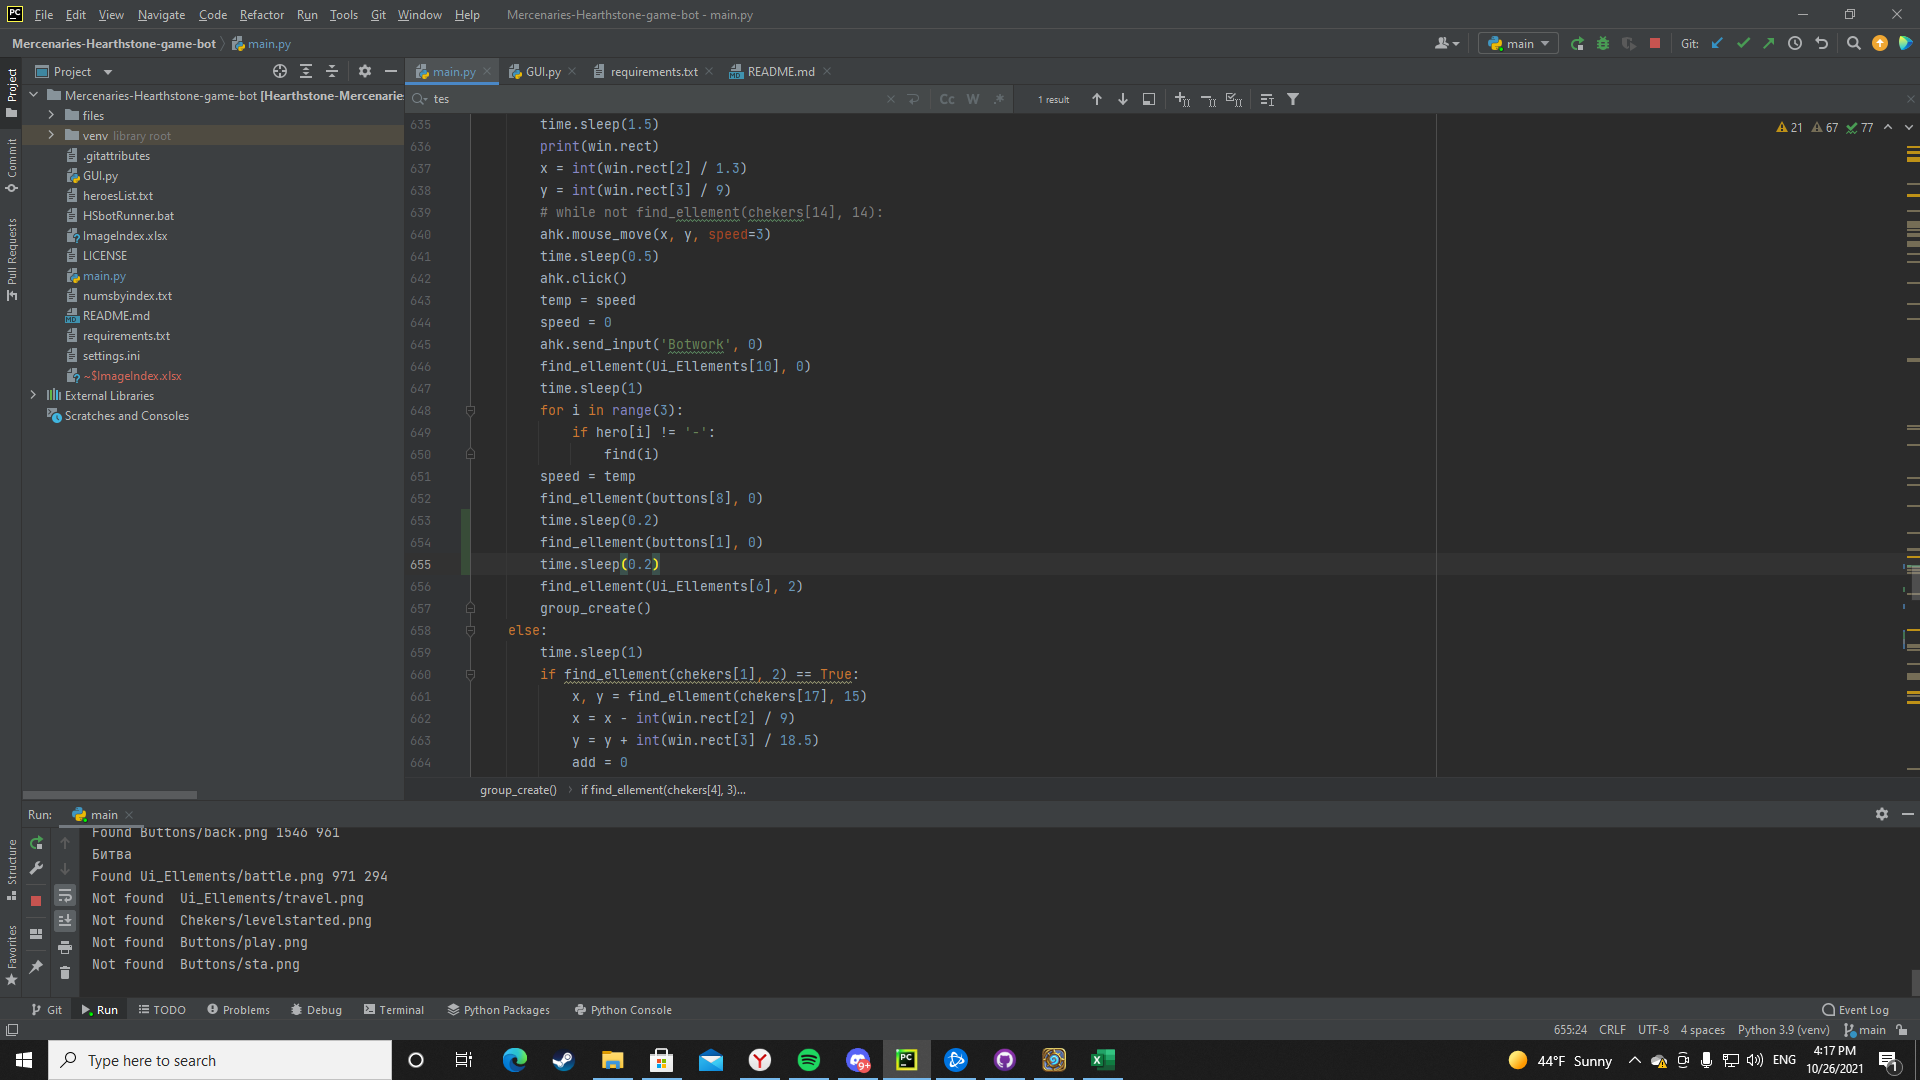 PC File Edit View Navigate Code Refactor Run Tools Git Window Help Mercenaries-Hearthstone-game-bot - main.py
Mercenaries-Hearthstone-game-bot main.py main Git:
Project main.py GUI.py requirements.txt README.md
tes Cc W .* 1 result
Project
Commit
Pull Requests
Structure
Favorites
Mercenaries-Hearthstone-game-bot [Hearthstone-Mercenaries
files
venv library root
.gitattributes
GUI.py
heroesList.txt
HSbotRunner.bat
ImageIndex.xlsx
LICENSE
main.py
numsbyindex.txt
README.md
requirements.txt
settings.ini
~$ImageIndex.xlsx
External Libraries
Scratches and Consoles
21 67 77
635 time.sleep(1.5)
636 print(win.rect)
637 x = int(win.rect[2] / 1.3)
638 y = int(win.rect[3] / 9)
639 # while not find_ellement(chekers[14], 14):
640 ahk.mouse_move(x, y, speed=3)
641 time.sleep(0.5)
642 ahk.click()
643 temp = speed
644 speed = 0
645 ahk.send_input('Botwork', 0)
646 find_ellement(Ui_Ellements[10], 0)
647 time.sleep(1)
648 for i in range(3):
649 if hero[i] != '-':
650 find(i)
651 speed = temp
652 find_ellement(buttons[8], 0)
653 time.sleep(0.2)
654 find_ellement(buttons[1], 0)
655 time.sleep(0.2)
656 find_ellement(Ui_Ellements[6], 2)
657 group_create()
658 else:
659 time.sleep(1)
660 if find_ellement(chekers[1], 2) == True:
661 x, y = find_ellement(chekers[17], 15)
662 x = x - int(win.rect[2] / 9)
663 y = y + int(win.rect[3] / 18.5)
664 add = 0
group_create() if find_ellement(chekers[4], 3)...
Run: main
Found Buttons/back.png 1546 961
Битва
Found Ui_Ellements/battle.png 971 294
Not found  Ui_Ellements/travel.png
Not found  Chekers/levelstarted.png
Not found  Buttons/play.png
Not found  Buttons/sta.png
Git Run TODO Problems Debug Terminal Python Packages Python Console Event Log
655:24 CRLF UTF-8 4 spaces Python 3.9 (venv) main
Type here to search 9+ PC 44°F Sunny ENG 4:17 PM 1
10/26/2021